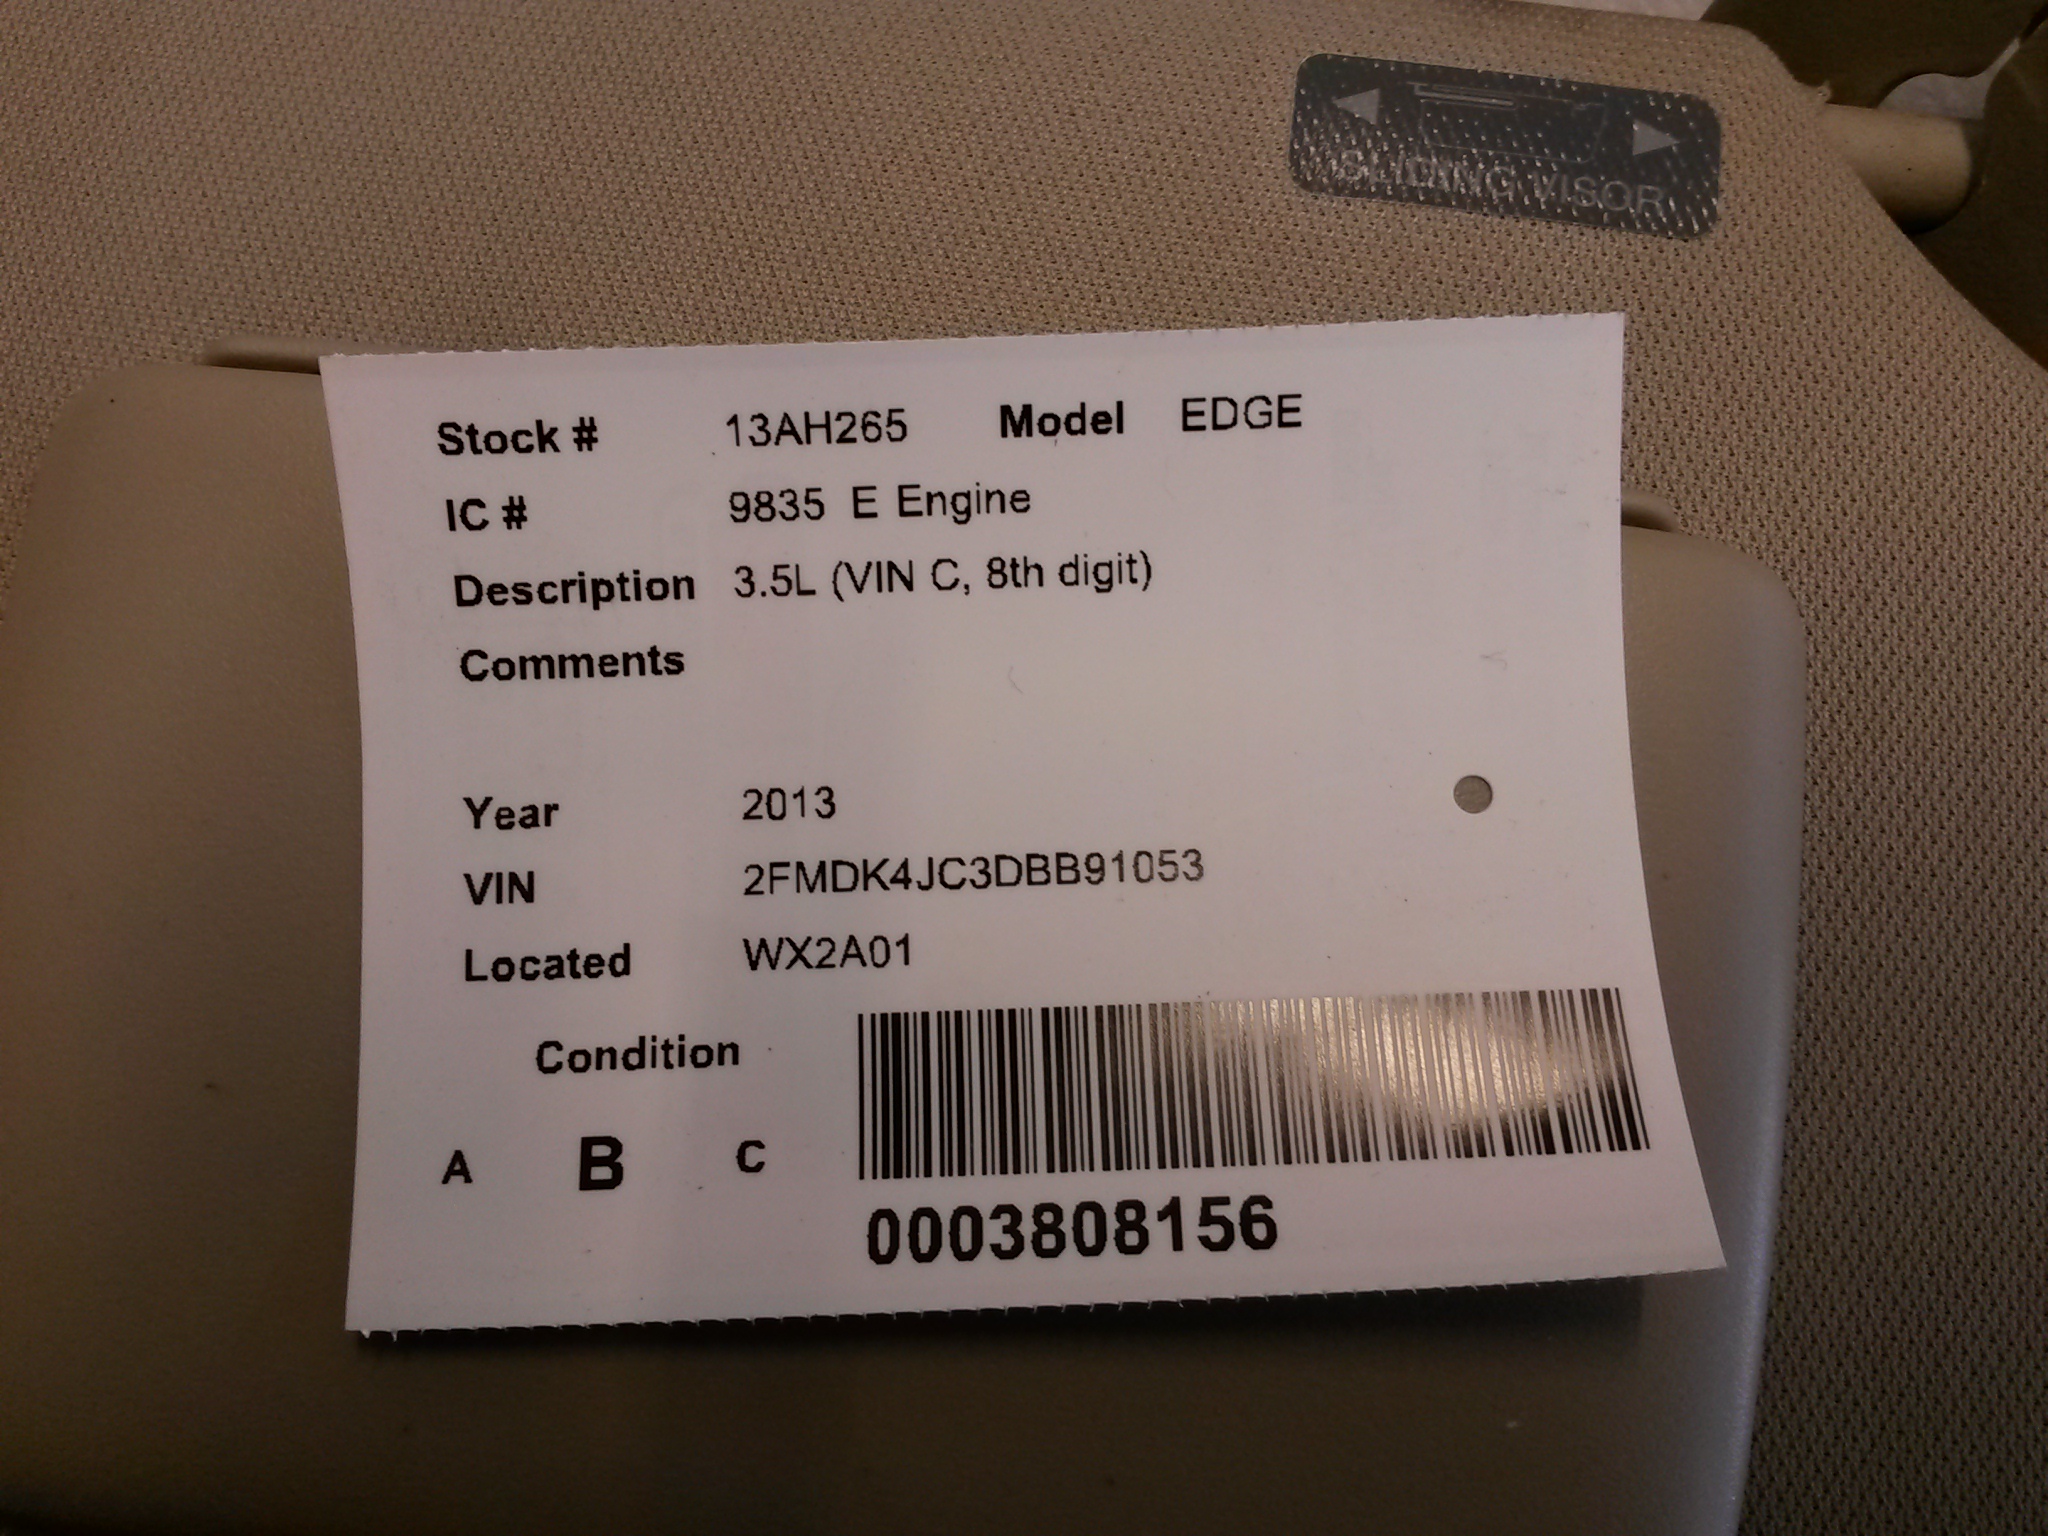 SLIDING VISOR
Stock # 13AH265 Model EDGE
IC # 9835 E Engine
Description 3.5L (VIN C, 8th digit)
Comments
Year 2013
VIN 2FMDK4JC3DBB91053
Located WX2A01
Condition
A B C
0003808156